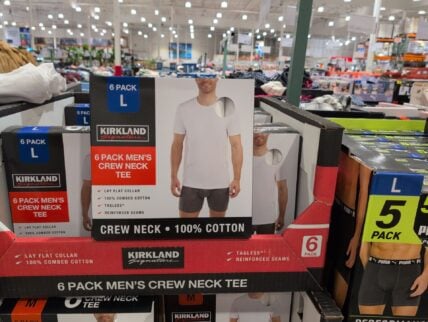 6 PACK
L
KIRKLAND
Signature
6 PACK MEN'S
CREW NECK
TEE
LAY FLAT COLLAR
100% COMBED COTTON
TAGLESS
REINFORCED SEAMS
CREW NECK • 100% COTTON
6 PACK
L
KIRKLAND
Signature
6 PACK MEN'S
CREW NECK
TEE
LAY FLAT COLLAR
100% COMBED COTTON
LAY FLAT COLLAR
100% COMBED COTTON
KIRKLAND
Signature
TAGLESS
REINFORCED SEAMS
6
PACK
6 PACK MEN'S CREW NECK TEE
L
5
PACK
M
KIRKLAND